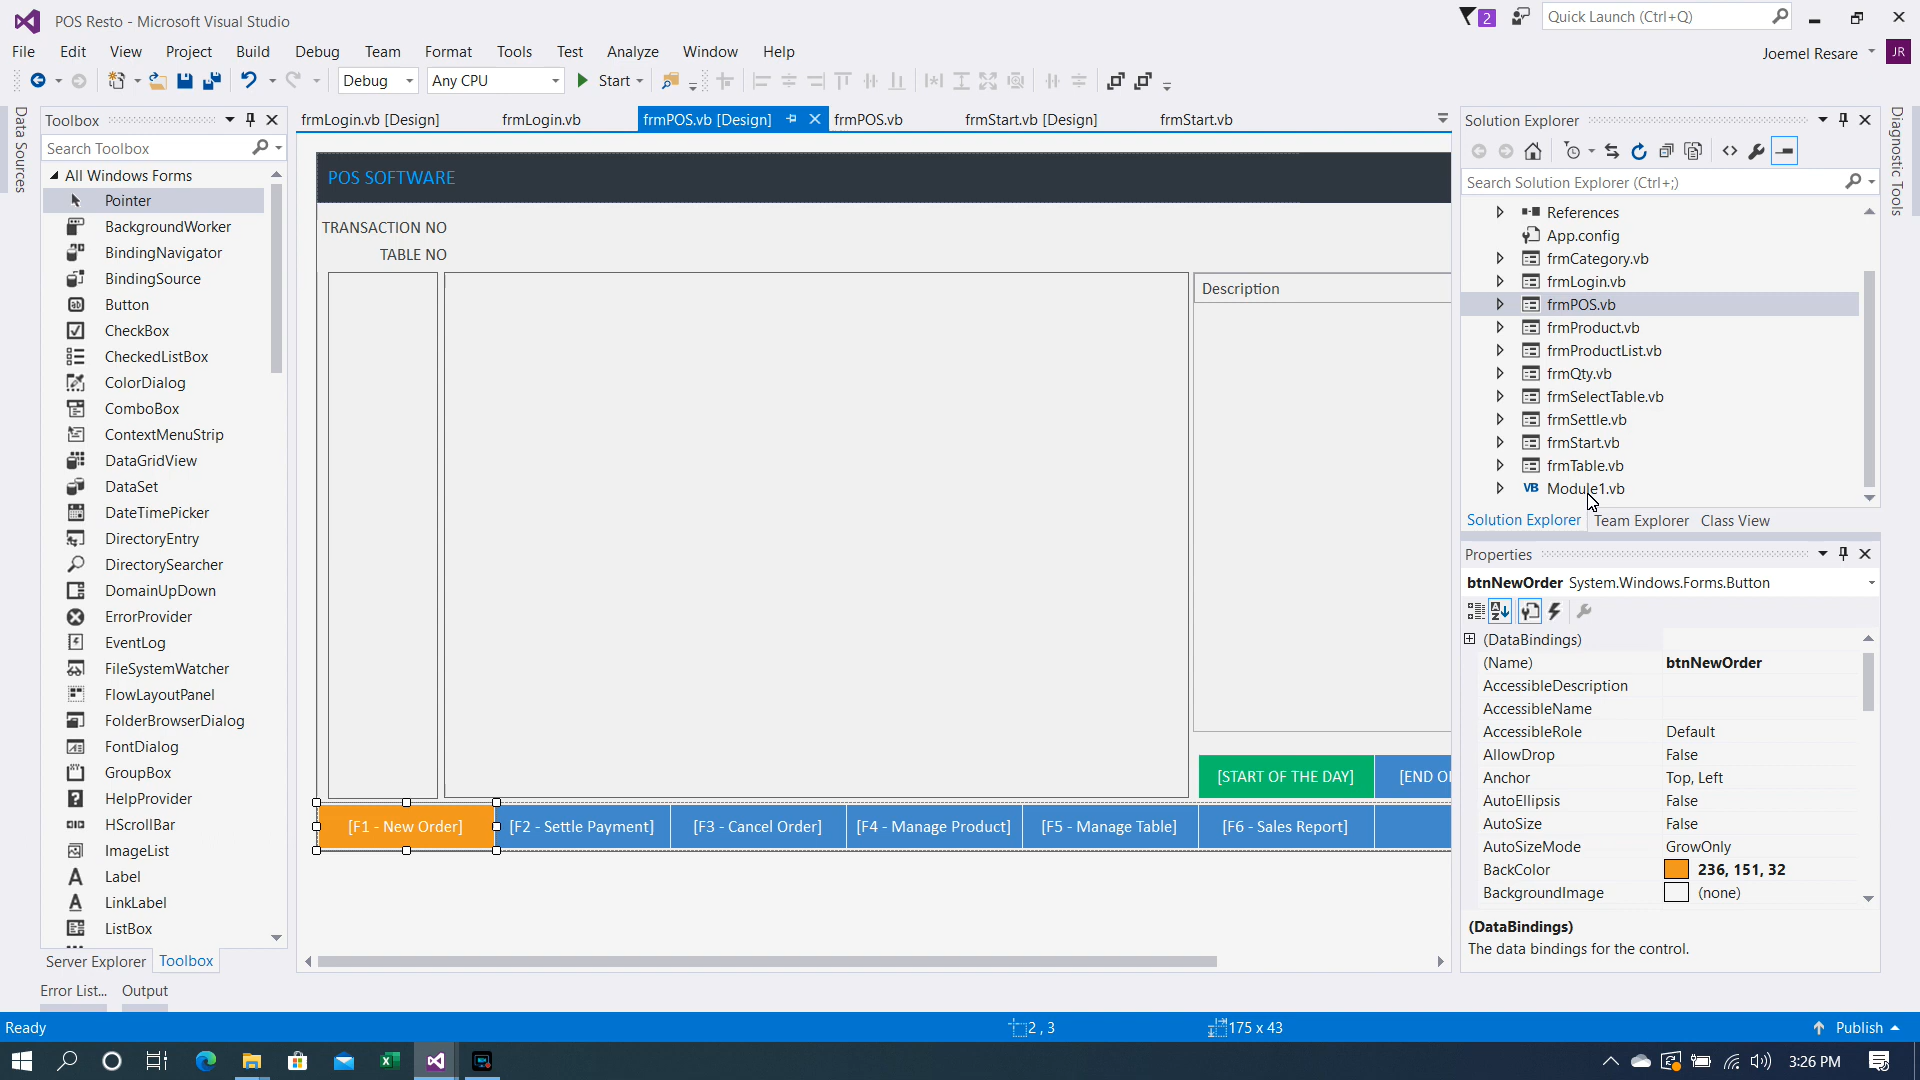 POS Resto - Microsoft Visual Studio
2
Quick Launch (Ctrl+Q)
File Edit View Project Build Debug Team Format Tools Test Analyze Window Help
Joemel Resare
JR
Debug
Any CPU
Start
Data Sources
Toolbox
Search Toolbox
All Windows Forms
Pointer
BackgroundWorker
BindingNavigator
BindingSource
Button
CheckBox
CheckedListBox
ColorDialog
ComboBox
ContextMenuStrip
DataGridView
DataSet
DateTimePicker
DirectoryEntry
DirectorySearcher
DomainUpDown
ErrorProvider
EventLog
FileSystemWatcher
FlowLayoutPanel
FolderBrowserDialog
FontDialog
GroupBox
HelpProvider
HScrollBar
ImageList
Label
LinkLabel
ListBox
Server Explorer
Toolbox
frmLogin.vb [Design]
frmLogin.vb
frmPOS.vb [Design]
frmPOS.vb
frmStart.vb [Design]
frmStart.vb
POS SOFTWARE
TRANSACTION NO
TABLE NO
Description
[START OF THE DAY]
[END O
[F1 - New Order]
[F2 - Settle Payment]
[F3 - Cancel Order]
[F4 - Manage Product]
[F5 - Manage Table]
[F6 - Sales Report]
Solution Explorer
Search Solution Explorer (Ctrl+;)
References
App.config
frmCategory.vb
frmLogin.vb
frmPOS.vb
frmProduct.vb
frmProductList.vb
frmQty.vb
frmSelectTable.vb
frmSettle.vb
frmStart.vb
frmTable.vb
VB Module1.vb
Solution Explorer
Team Explorer
Class View
Diagnostic Tools
Properties
btnNewOrder System.Windows.Forms.Button
(DataBindings)
(Name) btnNewOrder
AccessibleDescription
AccessibleName
AccessibleRole Default
AllowDrop False
Anchor Top, Left
AutoEllipsis False
AutoSize False
AutoSizeMode GrowOnly
BackColor 236, 151, 32
BackgroundImage (none)
(DataBindings)
The data bindings for the control.
Error List...
Output
Ready
2 , 3
175 x 43
Publish
3:26 PM